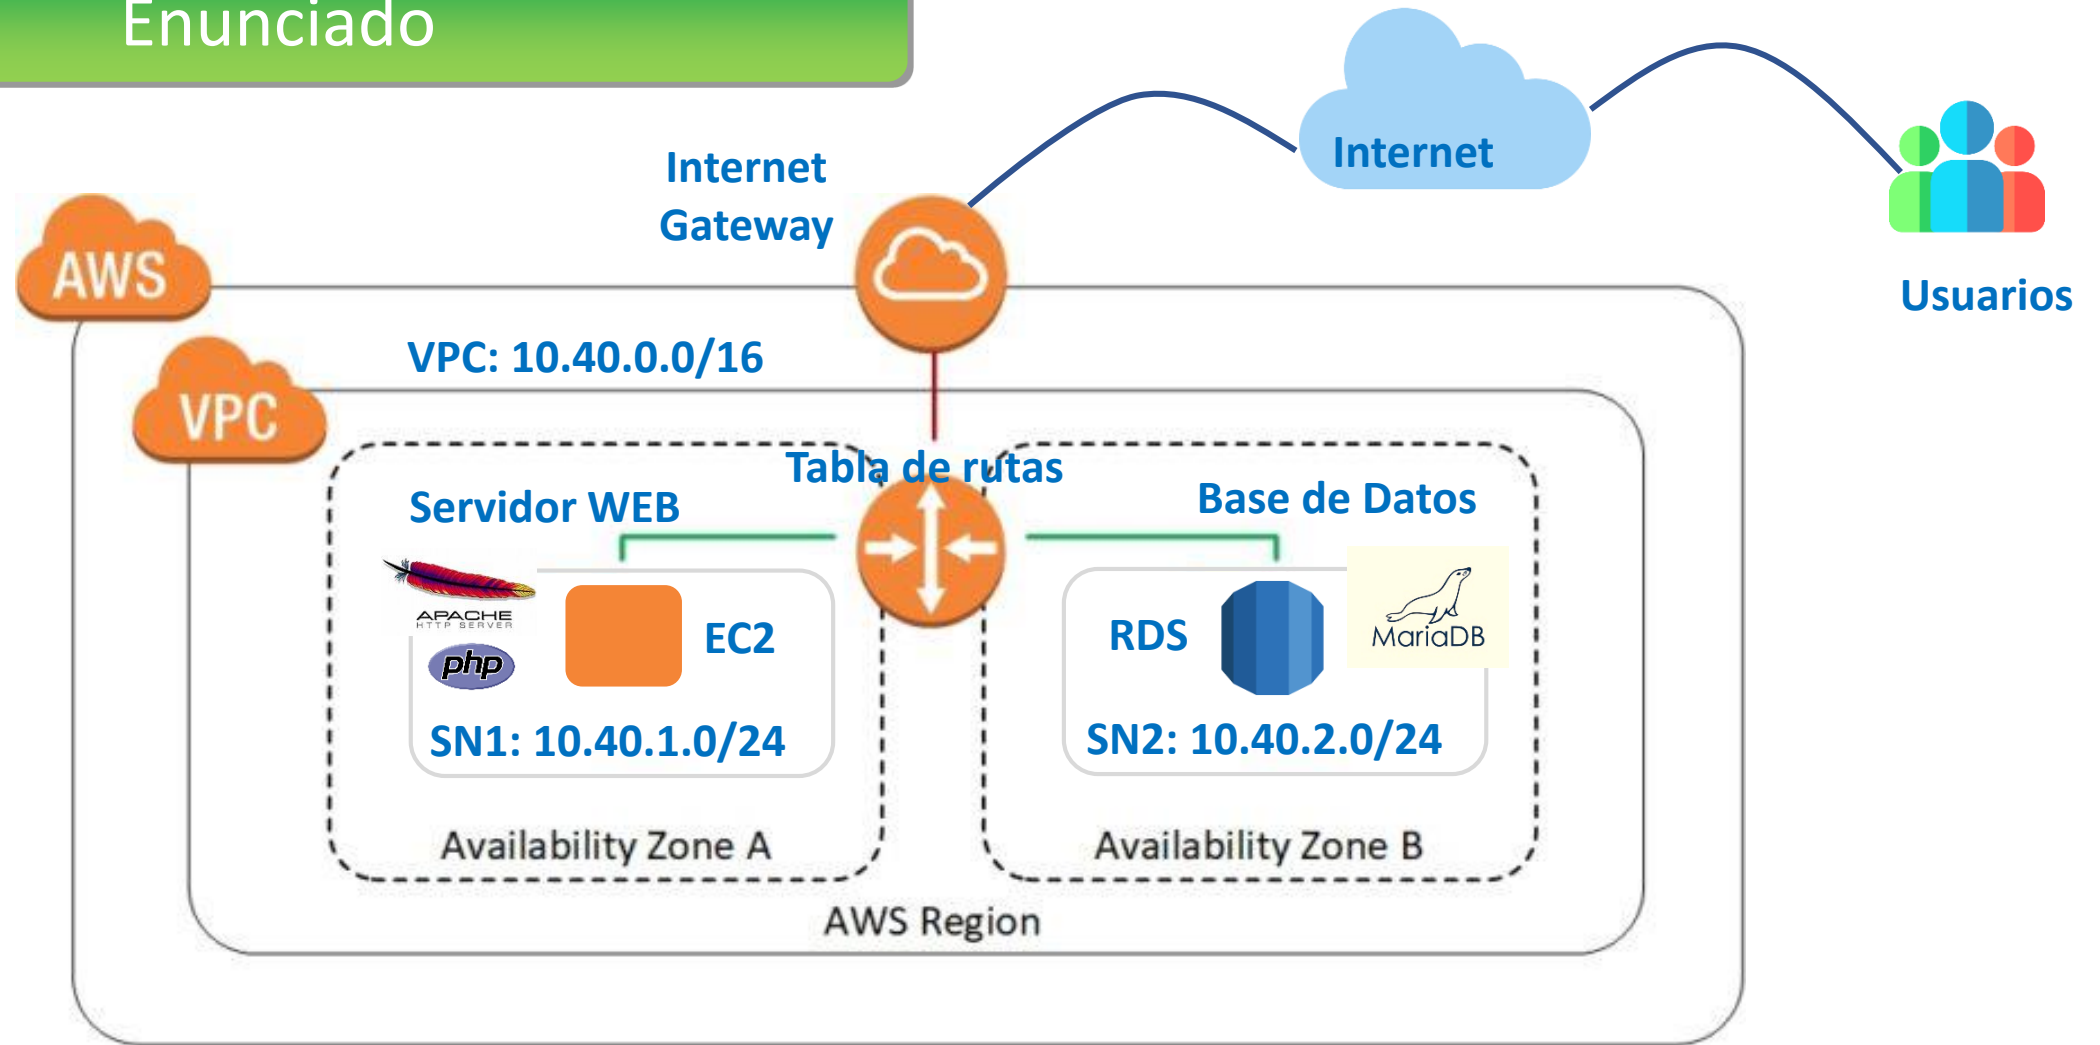 Enunciado
Internet
Internet
Gateway
AWS
Usuarios
VPC: 10.40.0.0/16
VPC
Tabla de rutas
Servidor WEB
Base de Datos
APACHE
HTTP SERVER
php
EC2
RDS
MariaDB
SN1: 10.40.1.0/24
SN2: 10.40.2.0/24
Availability Zone A
Availability Zone B
AWS Region